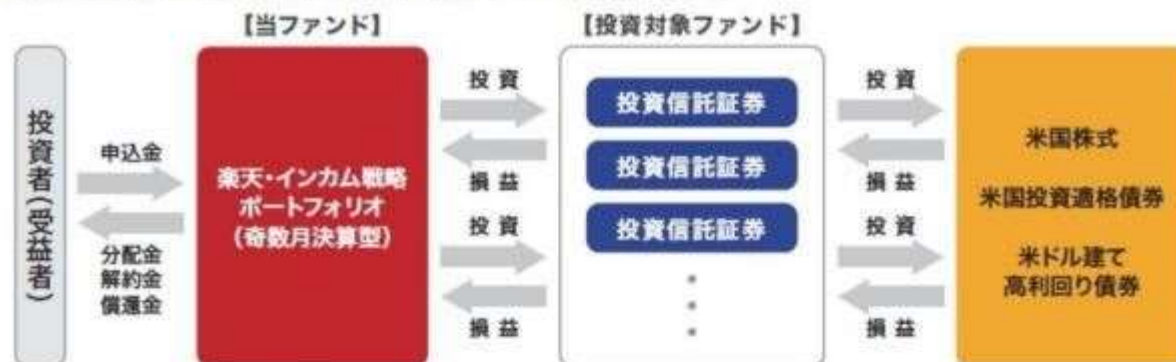 【当ファンド】
【投資対象ファンド】
投資者(受益者)
申込金
分配金
解約金
償還金
楽天・インカム戦略
ポートフォリオ
(奇数月決算型)
投資
損益
投資
損益
投資信託証券
投資信託証券
投資信託証券
投資
損益
投資
損益
米国株式
米国投資適格債券
米ドル建て
高利回り債券